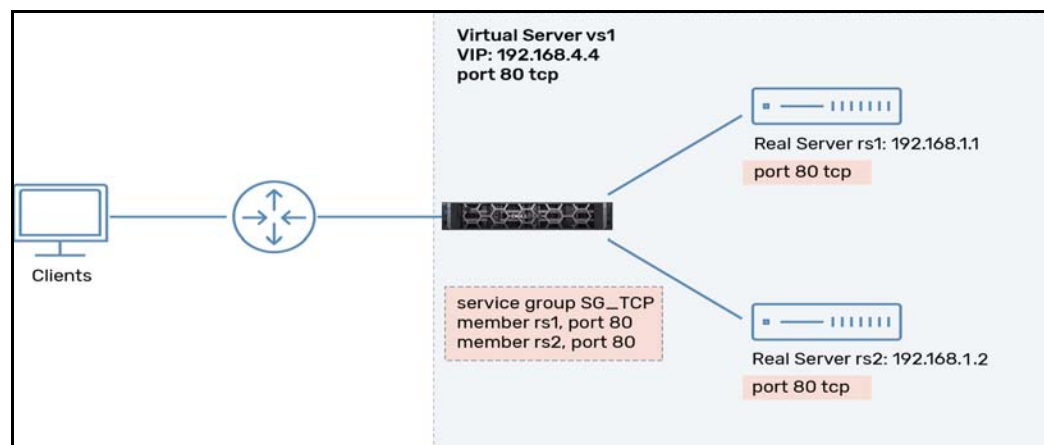 Virtual Server vs1
VIP: 192.168.4.4
port 80 tcp
Real Server rs1: 192.168.1.1
port 80 tcp
Clients
service group SG_TCP
member rs1, port 80
member rs2, port 80
Real Server rs2: 192.168.1.2
port 80 tcp